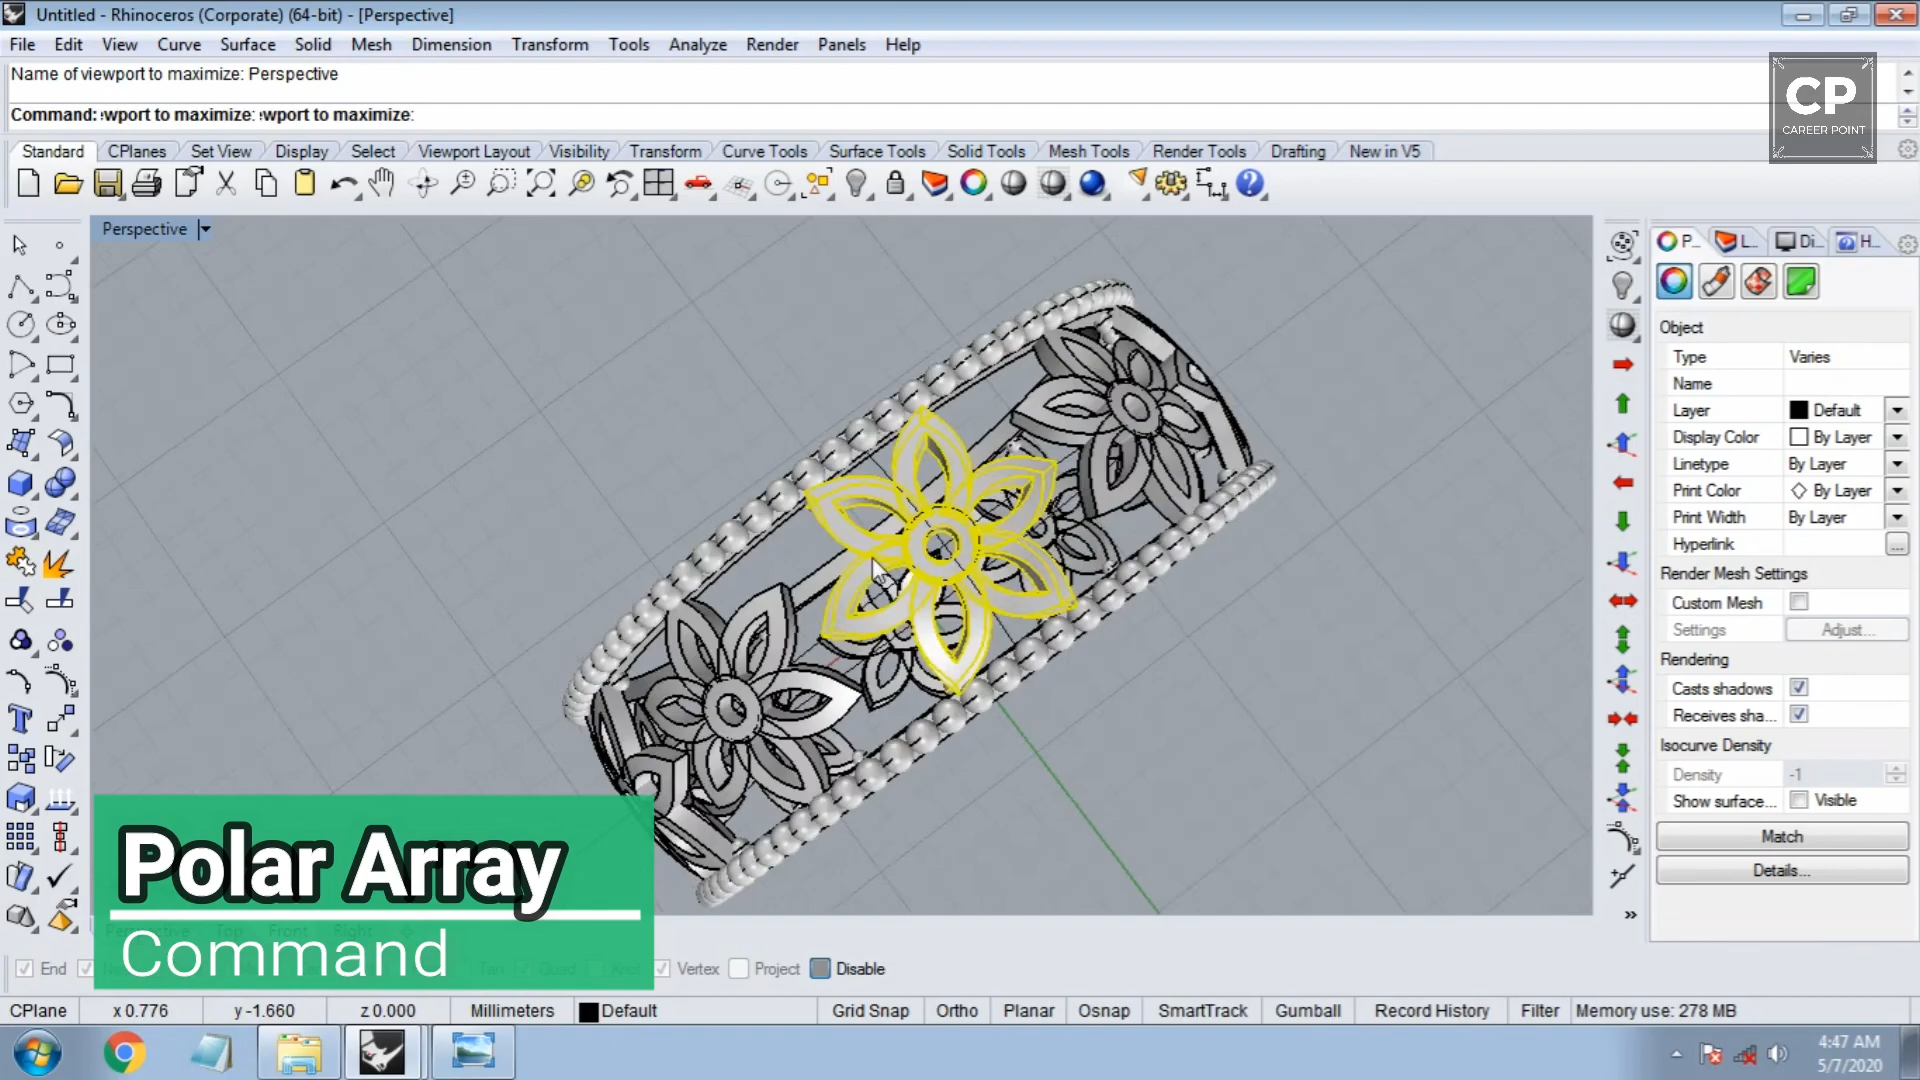 Untitled - Rhinoceros (Corporate) (64-bit) - [Perspective]
File Edit View Curve Surface Solid Mesh Dimension Transform Tools Analyze Render Panels Help
Name of viewport to maximize: Perspective
Command: wport to maximize: wport to maximize:
CP
CAREER POINT
Standard CPlanes Set View Display Select Viewport Layout Visibility Transform Curve Tools Surface Tools Solid Tools Mesh Tools Render Tools Drafting New in V5
Perspective
P... L... Di... H...
Object
Type Varies
Name
Layer Default
Display Color By Layer
Linetype By Layer
Print Color By Layer
Print Width By Layer
Hyperlink ...
Render Mesh Settings
Custom Mesh
Settings Adjust...
Rendering
Casts shadows
Receives sha...
Isocurve Density
Density -1
Show surface... Visible
Match
Details...
Polar Array
Command
Perspective Top Front Right
End Vertex Project Disable
CPlane x 0.776 y -1.660 z 0.000 Millimeters Default Grid Snap Ortho Planar Osnap SmartTrack Gumball Record History Filter Memory use: 278 MB
4:47 AM
5/7/2020